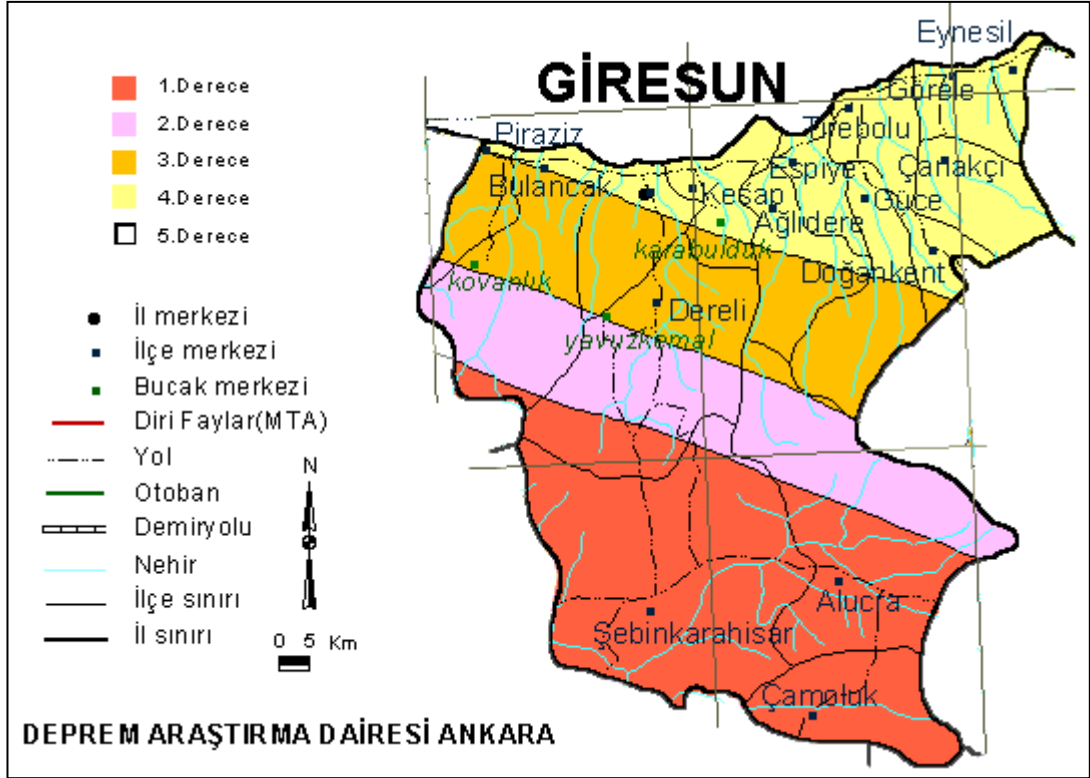 GİRESUN
1.Derece
2.Derece
3.Derece
4.Derece
5.Derece
İl merkezi
İlçe merkezi
Bucak merkezi
Diri Faylar(MTA)
Yol
Otoban
Demiryolu
Nehir
İlçe sınırı
İl sınırı
N
0 5 Km
Eynesil
Görele
Tirebolu
Piraziz
Espiye
Çanakçı
Bulancak
Keşap
Güce
Ağlıdere
karabulduk
Doğankent
kovanlık
Dereli
yavuzkemal
Alucra
Şebinkarahisar
Çamoluk
DEPREM ARAŞTIRMA DAİRESİ ANKARA